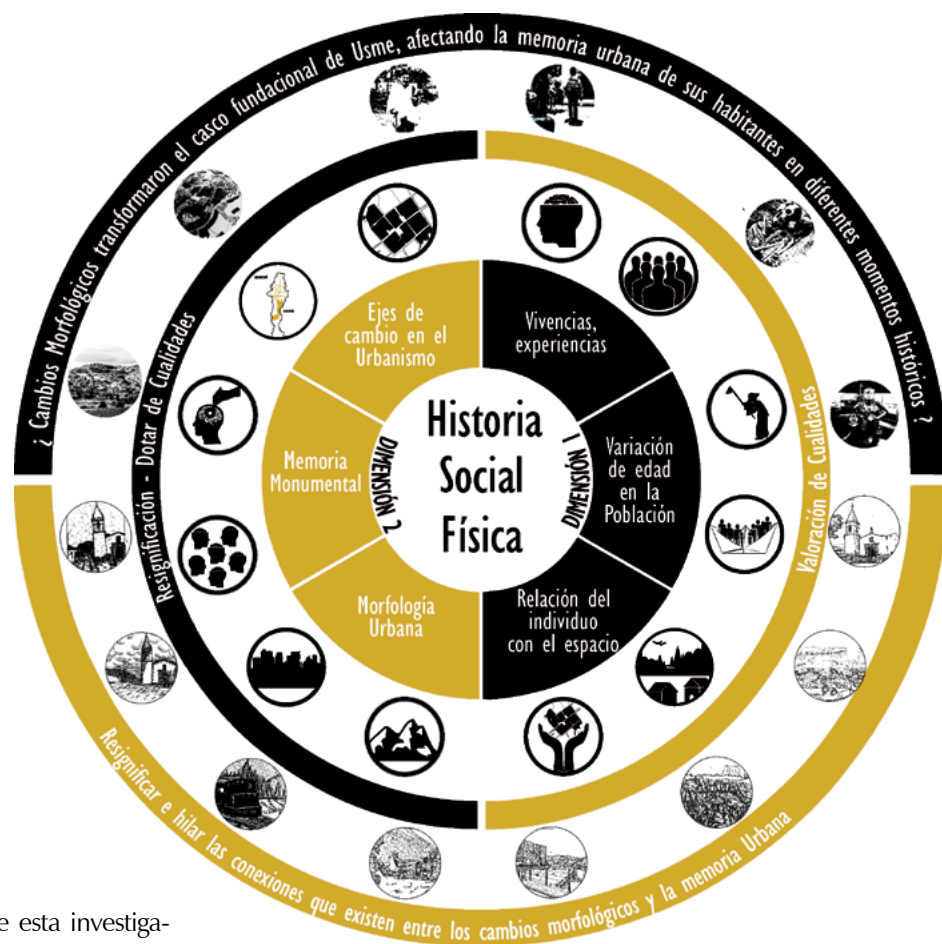 ¿ Cambios Morfológicos transformaron el casco fundacional de Usme, afectando la memoria urbana de sus habitantes en diferentes momentos históricos ?
Resignificación - Dotar de Cualidades
Valoración de Cualidades
Ejes de
cambio en el
Urbanismo
Vivencias,
experiencias
Memoria
Monumental
DIMENSIÓN 2
Historia
Social
Física
DIMENSIÓN 1
Variación
de edad
en la
Población
Morfología
Urbana
Relación del
individuo
con el espacio
Resignificar e hilar las conexiones que existen entre los cambios morfológicos y la memoria Urbana
e esta investiga-